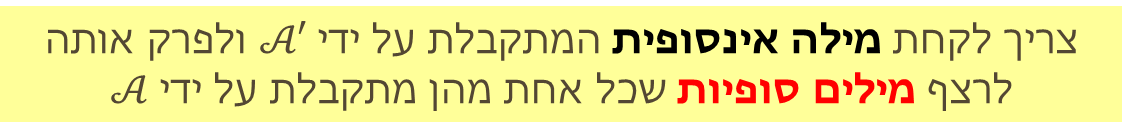 צריך לקחת מילה אינסופית המתקבלת על ידי 𝒜′ ולפרק אותה
לרצף מילים סופיות שכל אחת מהן מתקבלת על ידי 𝒜